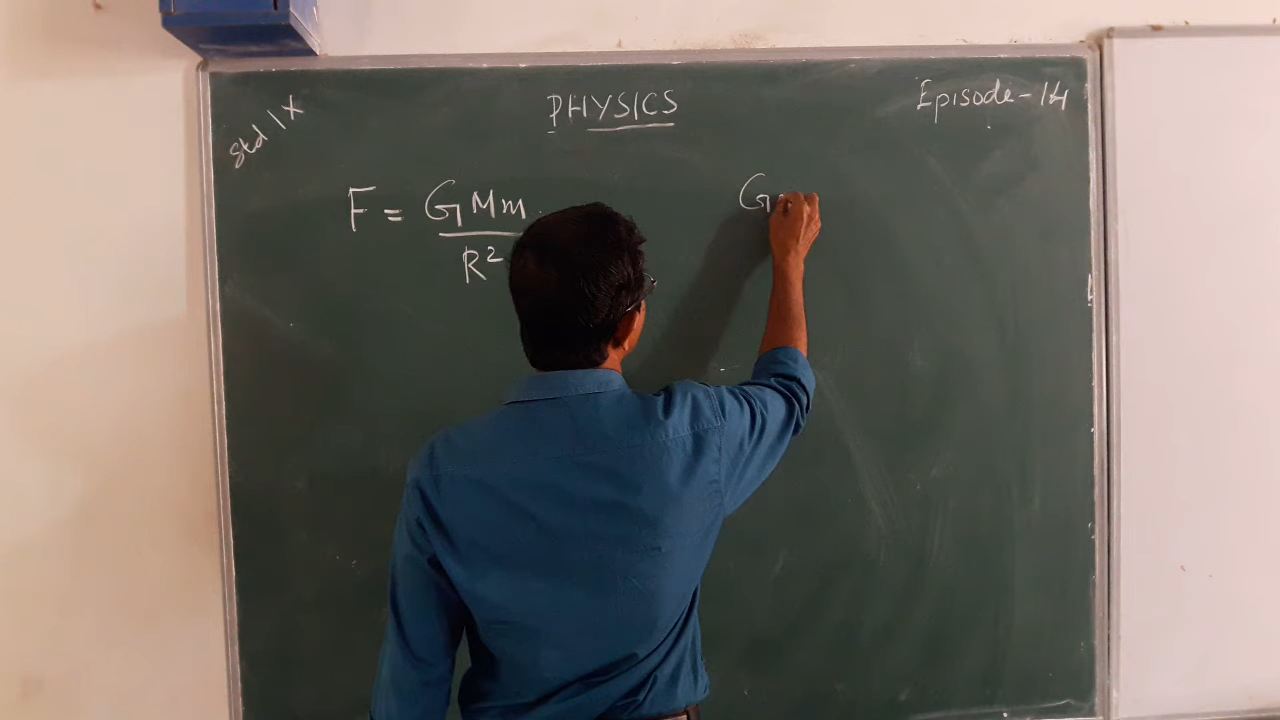 Std IX
PHYSICS
Episode-14
F = GMm
R²
G